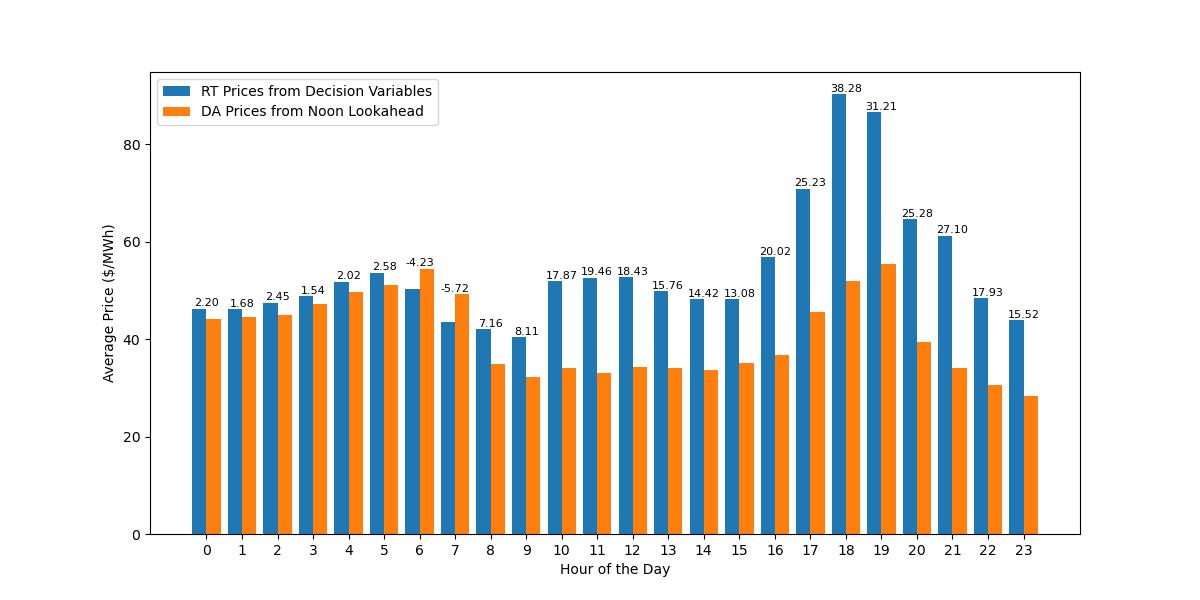 RT Prices from Decision Variables
DA Prices from Noon Lookahead
Average Price ($/MWh)
80
60
40
20
0
2.20 1.68 2.45 1.54 2.02 2.58 -4.23 -5.72 7.16 8.11 17.87 19.46 18.43 15.76 14.42 13.08 20.02 25.23 38.28 31.21 25.28 27.10 17.93 15.52
0 1 2 3 4 5 6 7 8 9 10 11 12 13 14 15 16 17 18 19 20 21 22 23
Hour of the Day